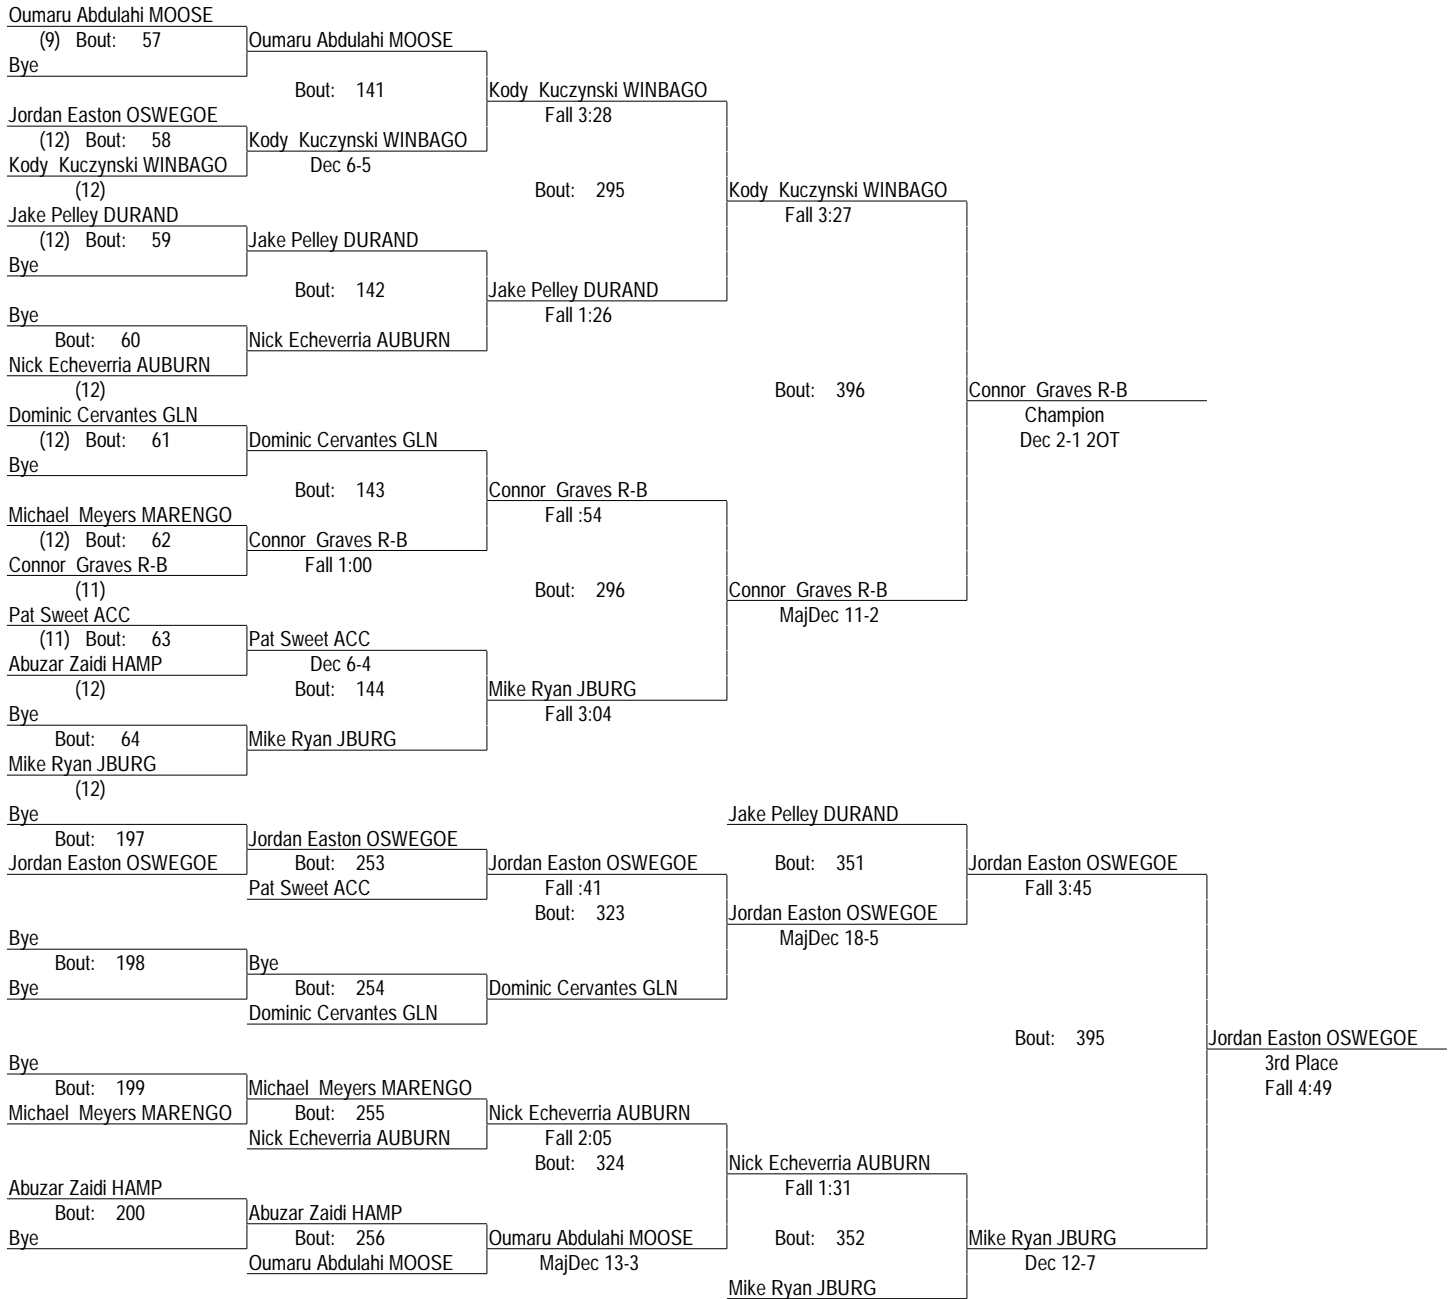 Oumaru Abdulahi MOOSE
(9) Bout: 57 Oumaru Abdulahi MOOSE
Bye
Bout: 141 Kody Kuczynski WINBAGO
Jordan Easton OSWEGOE Fall 3:28
(12) Bout: 58 Kody Kuczynski WINBAGO
Kody Kuczynski WINBAGO Dec 6-5
(12) Bout: 295 Kody Kuczynski WINBAGO
Jake Pelley DURAND Fall 3:27
(12) Bout: 59 Jake Pelley DURAND
Bye
Bout: 142 Jake Pelley DURAND
Bye Fall 1:26
Bout: 60 Nick Echeverria AUBURN
Nick Echeverria AUBURN
(12) Bout: 396 Connor Graves R-B
Dominic Cervantes GLN Champion
(12) Bout: 61 Dominic Cervantes GLN Dec 2-1 2OT
Bye
Bout: 143 Connor Graves R-B
Michael Meyers MARENGO Fall :54
(12) Bout: 62 Connor Graves R-B
Connor Graves R-B Fall 1:00
(11) Bout: 296 Connor Graves R-B
Pat Sweet ACC MajDec 11-2
(11) Bout: 63 Pat Sweet ACC
Abuzar Zaidi HAMP Dec 6-4
(12) Bout: 144 Mike Ryan JBURG
Bye Fall 3:04
Bout: 64 Mike Ryan JBURG
Mike Ryan JBURG
(12)
Bye Jake Pelley DURAND
Bout: 197 Jordan Easton OSWEGOE
Jordan Easton OSWEGOE Bout: 253 Jordan Easton OSWEGOE Bout: 351 Jordan Easton OSWEGOE
Pat Sweet ACC Fall :41 Fall 3:45
Bout: 323 Jordan Easton OSWEGOE
Bye MajDec 18-5
Bout: 198 Bye
Bye Bout: 254 Dominic Cervantes GLN
Dominic Cervantes GLN
Bout: 395 Jordan Easton OSWEGOE
Bye 3rd Place
Bout: 199 Michael Meyers MARENGO Fall 4:49
Michael Meyers MARENGO Bout: 255 Nick Echeverria AUBURN
Nick Echeverria AUBURN Fall 2:05
Bout: 324 Nick Echeverria AUBURN
Abuzar Zaidi HAMP Fall 1:31
Bout: 200 Abuzar Zaidi HAMP
Bye Bout: 256 Oumaru Abdulahi MOOSE Bout: 352 Mike Ryan JBURG
Oumaru Abdulahi MOOSE MajDec 13-3 Dec 12-7
Mike Ryan JBURG